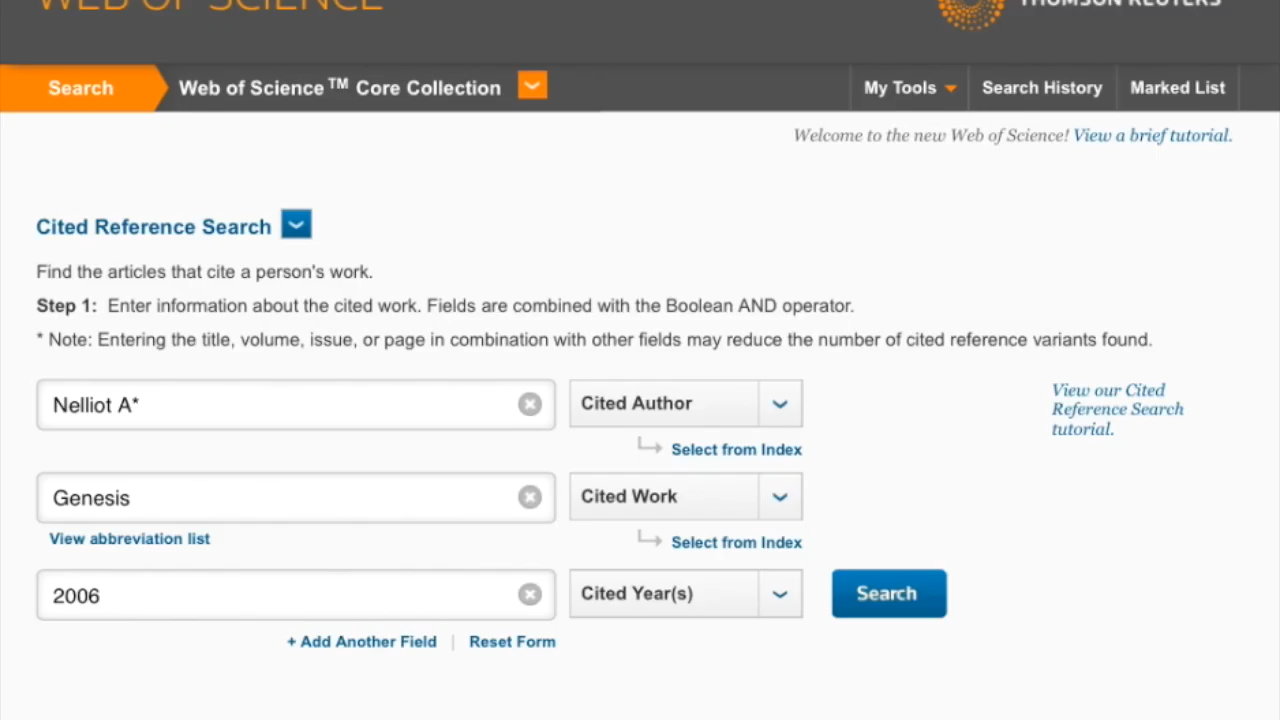 WEB OF SCIENCE
THOMSON REUTERS
Search
Web of Science™ Core Collection
My Tools
Search History
Marked List
Welcome to the new Web of Science! View a brief tutorial.
Cited Reference Search
Find the articles that cite a person's work.
Step 1: Enter information about the cited work. Fields are combined with the Boolean AND operator.
* Note: Entering the title, volume, issue, or page in combination with other fields may reduce the number of cited reference variants found.
Nelliot A*
Cited Author
View our Cited
Reference Search
tutorial.
Select from Index
Genesis
Cited Work
View abbreviation list
Select from Index
2006
Cited Year(s)
Search
+ Add Another Field | Reset Form